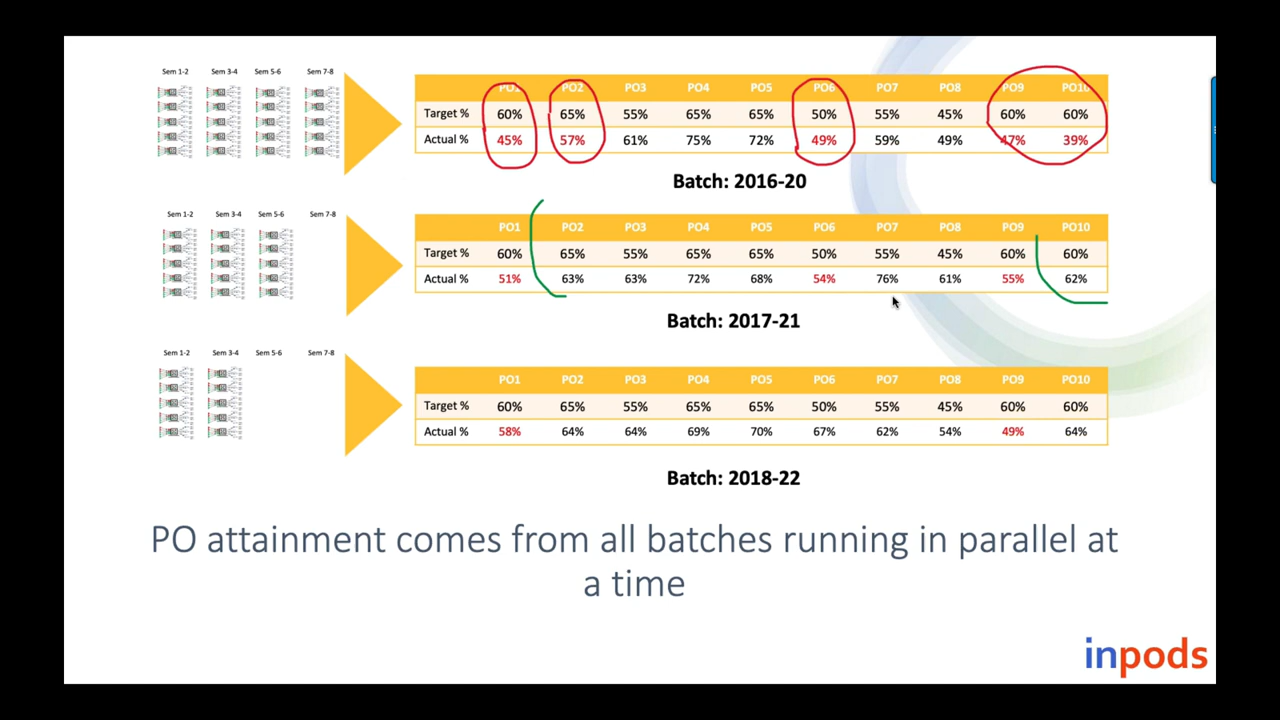 Sem 1-2 Sem 3-4 Sem 5-6 Sem 7-8
PO1 PO2 PO3 PO4 PO5 PO6 PO7 PO8 PO9 PO10
Target % 60% 65% 55% 65% 65% 50% 55% 45% 60% 60%
Actual % 45% 57% 61% 75% 72% 49% 59% 49% 47% 39%
Batch: 2016-20
Sem 1-2 Sem 3-4 Sem 5-6 Sem 7-8
PO1 PO2 PO3 PO4 PO5 PO6 PO7 PO8 PO9 PO10
Target % 60% 65% 55% 65% 65% 50% 55% 45% 60% 60%
Actual % 51% 63% 63% 72% 68% 54% 76% 61% 55% 62%
Batch: 2017-21
Sem 1-2 Sem 3-4 Sem 5-6 Sem 7-8
PO1 PO2 PO3 PO4 PO5 PO6 PO7 PO8 PO9 PO10
Target % 60% 65% 55% 65% 65% 50% 55% 45% 60% 60%
Actual % 58% 64% 64% 69% 70% 67% 62% 54% 49% 64%
Batch: 2018-22
PO attainment comes from all batches running in parallel at
a time
inpods